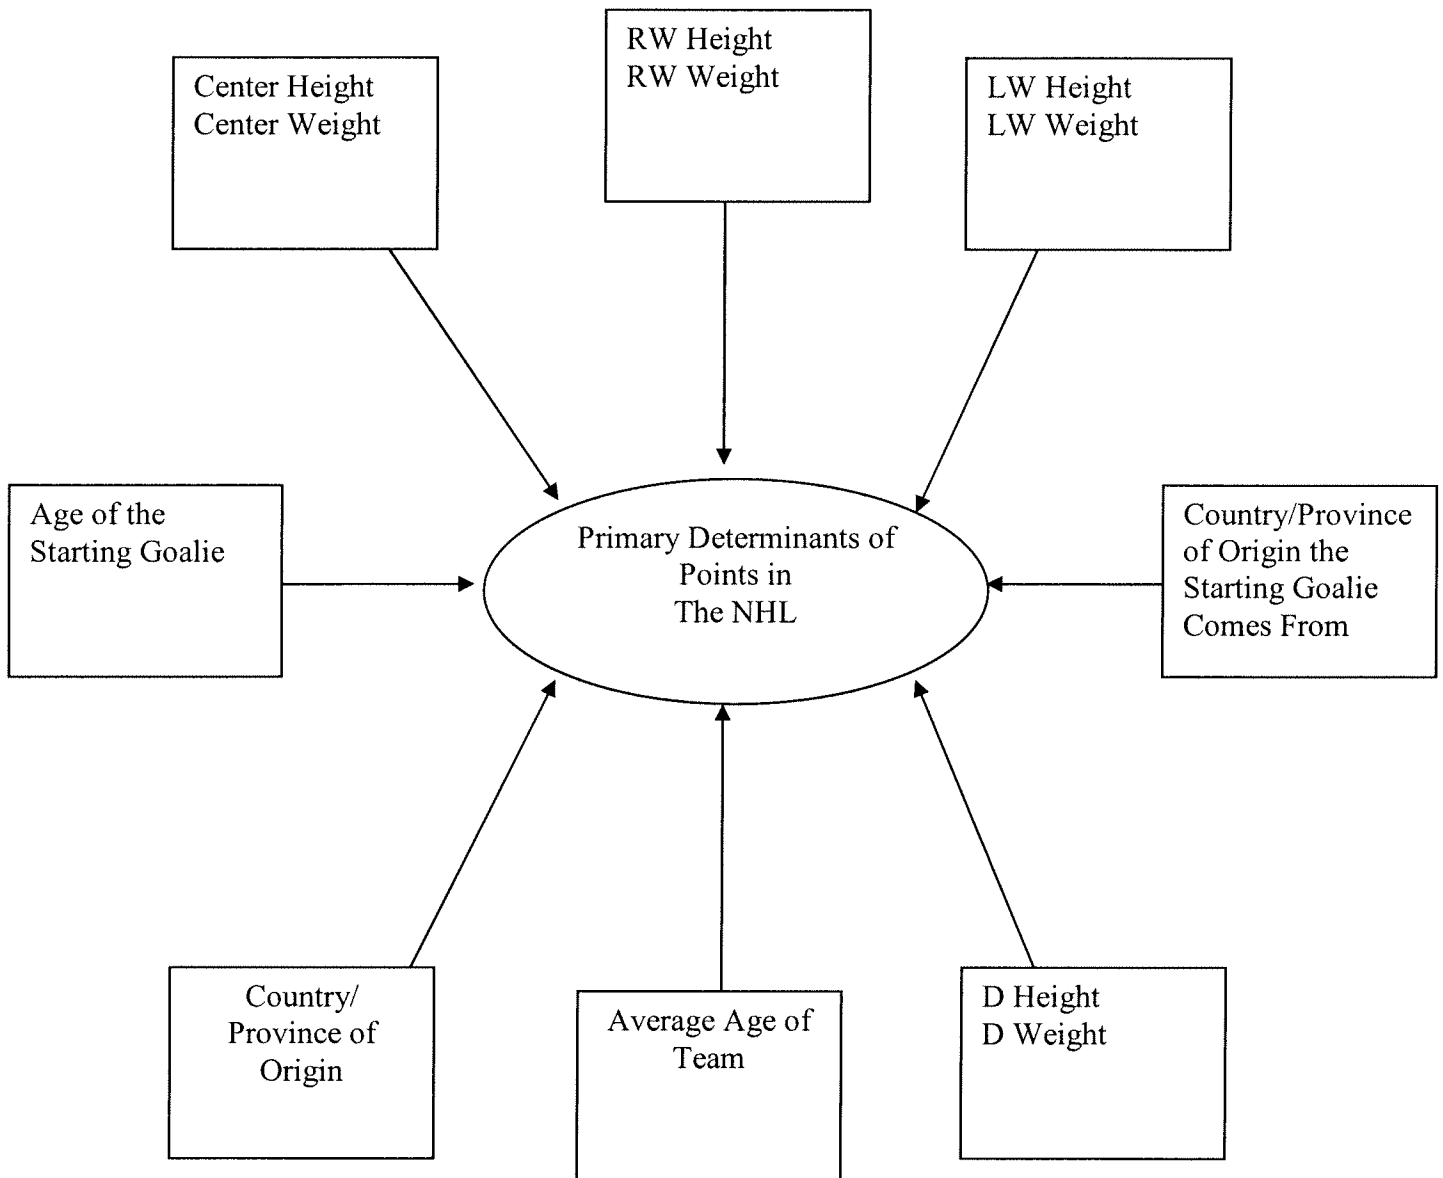 RW Height
RW Weight
Center Height
Center Weight
LW Height
LW Weight
Age of the
Starting Goalie
Primary Determinants of
Points in
The NHL
Country/Province
of Origin the
Starting Goalie
Comes From
Country/
Province of
Origin
Average Age of
Team
D Height
D Weight